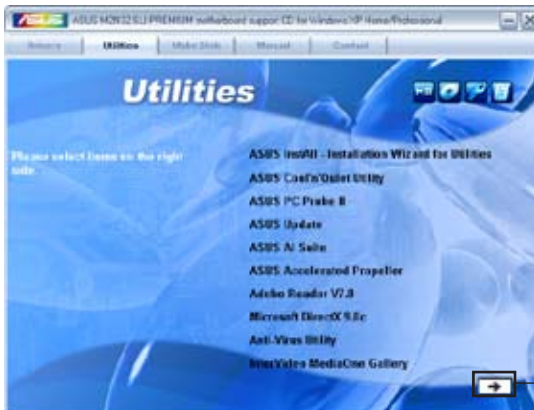 ASUS M2N32 SLI PREMIUM motherboard support CD for Windows XP Home/Professional
Drivers Utilities Make Disk Manual Contact
Utilities
Please select items on the right
side.
ASUS InstAll - Installation Wizard for Utilities
ASUS Cool'n'Quiet Utility
ASUS PC Probe II
ASUS Update
ASUS AI Suite
ASUS Accelerated Propeller
Adobe Reader V7.0
Microsoft DirectX 9.0c
Anti-Virus Utility
InterVideo MediaOne Gallery